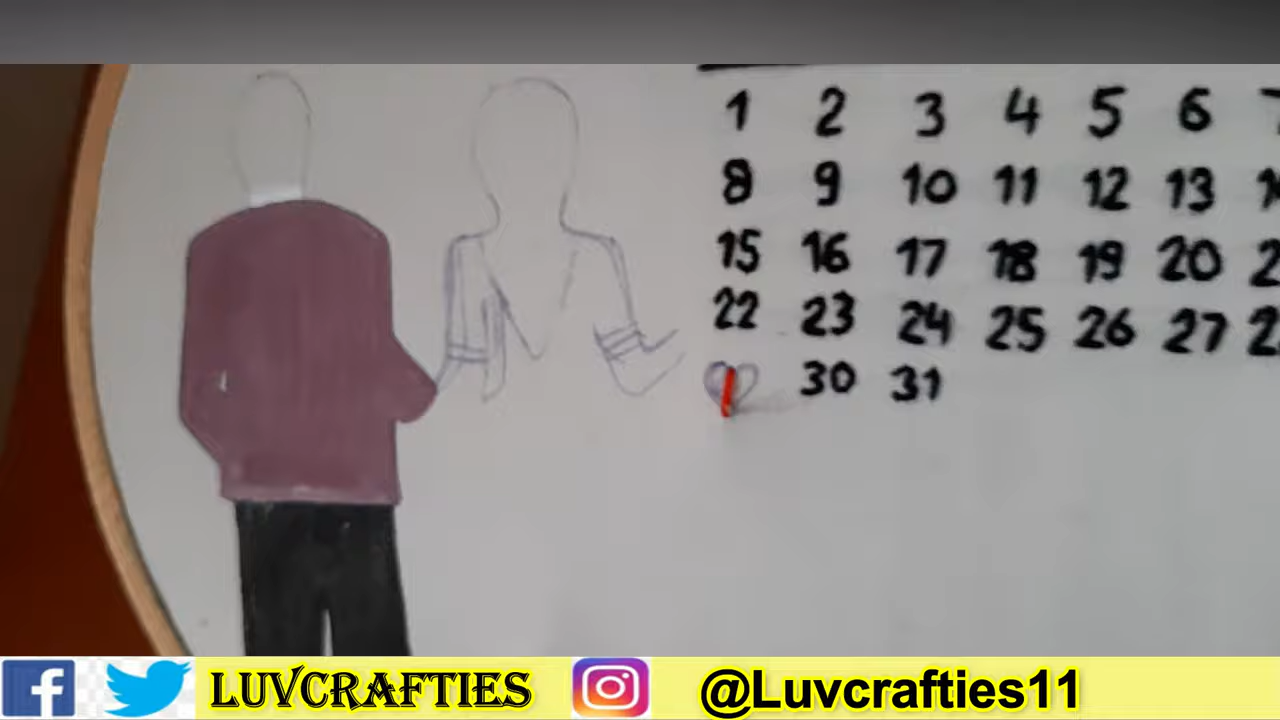 1 2 3 4 5 6 7
8 9 10 11 12 13
15 16 17 18 19 20
22 23 24 25 26 27
30 31
LUVCRAFTIES @Luvcrafties11